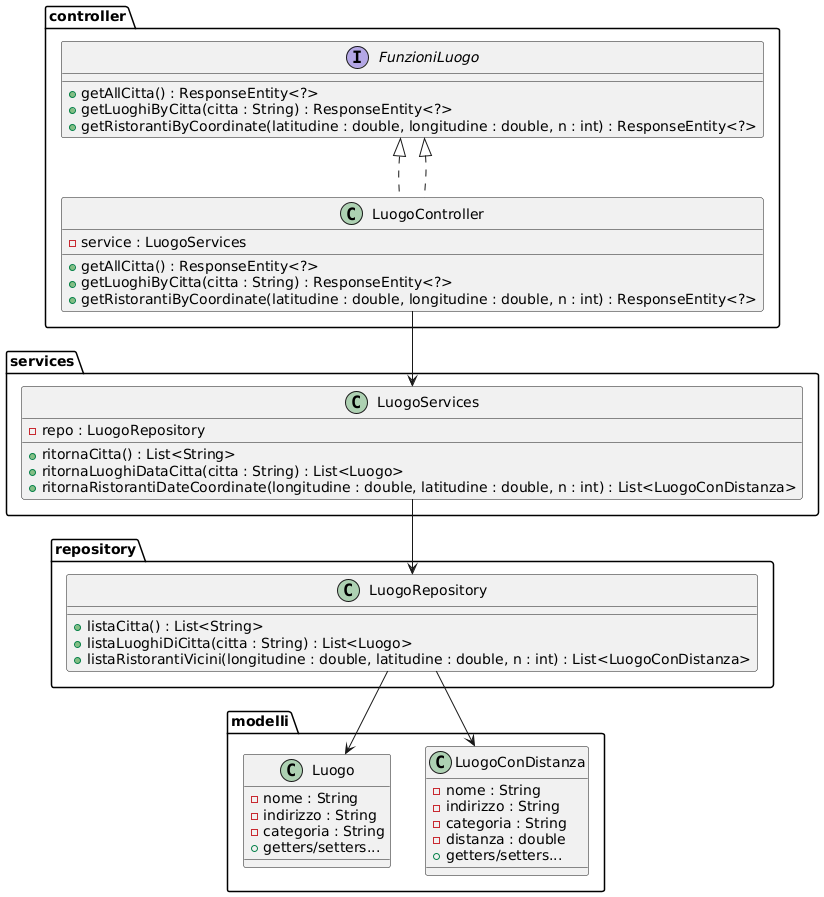 controller
I FunzioniLuogo
getAllCitta() : ResponseEntity<?>
getLuoghiByCitta(citta : String) : ResponseEntity<?>
getRistorantiByCoordinate(latitudine : double, longitudine : double, n : int) : ResponseEntity<?>
C LuogoController
service : LuogoServices
getAllCitta() : ResponseEntity<?>
getLuoghiByCitta(citta : String) : ResponseEntity<?>
getRistorantiByCoordinate(latitudine : double, longitudine : double, n : int) : ResponseEntity<?>
services
C LuogoServices
repo : LuogoRepository
ritornaCitta() : List<String>
ritornaLuoghiDataCitta(citta : String) : List<Luogo>
ritornaRistorantiDateCoordinate(longitudine : double, latitudine : double, n : int) : List<LuogoConDistanza>
repository
C LuogoRepository
listaCitta() : List<String>
listaLuoghiDiCitta(citta : String) : List<Luogo>
listaRistorantiVicini(longitudine : double, latitudine : double, n : int) : List<LuogoConDistanza>
modelli
C Luogo
nome : String
indirizzo : String
categoria : String
getters/setters...
C LuogoConDistanza
nome : String
indirizzo : String
categoria : String
distanza : double
getters/setters...